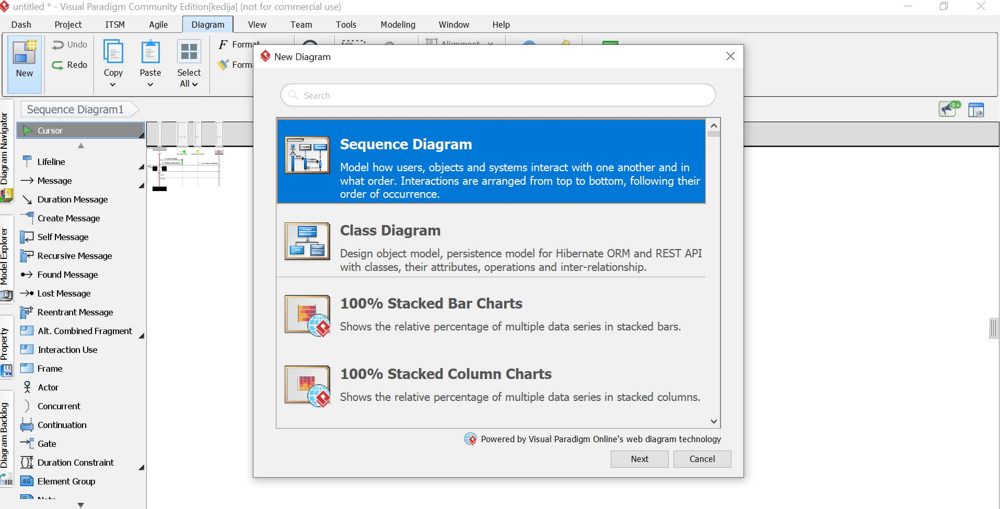 untitled * - Visual Paradigm Community Edition[kedija] (not for commercial use)
Dash Project ITSM Agile Diagram View Team Tools Modeling Window Help
New
Undo
Redo
Copy
Paste
Select
All
Format
Forma
Alignment
New Diagram
Search
Sequence Diagram1
9+
Diagram Navigator
Model Explorer
Property
Diagram Backlog
Cursor
Lifeline
Message
Duration Message
Create Message
Self Message
Recursive Message
Found Message
Lost Message
Reentrant Message
Alt. Combined Fragment
Interaction Use
Frame
Actor
Concurrent
Continuation
Gate
Duration Constraint
EG Element Group
Sequence Diagram
Model how users, objects and systems interact with one another and in
what order. Interactions are arranged from top to bottom, following their
order of occurrence.
Class Diagram
Design object model, persistence model for Hibernate ORM and REST API
with classes, their attributes, operations and inter-relationship.
100% Stacked Bar Charts
Shows the relative percentage of multiple data series in stacked bars.
100% Stacked Column Charts
Shows the relative percentage of multiple data series in stacked columns.
Powered by Visual Paradigm Online's web diagram technology
Next Cancel